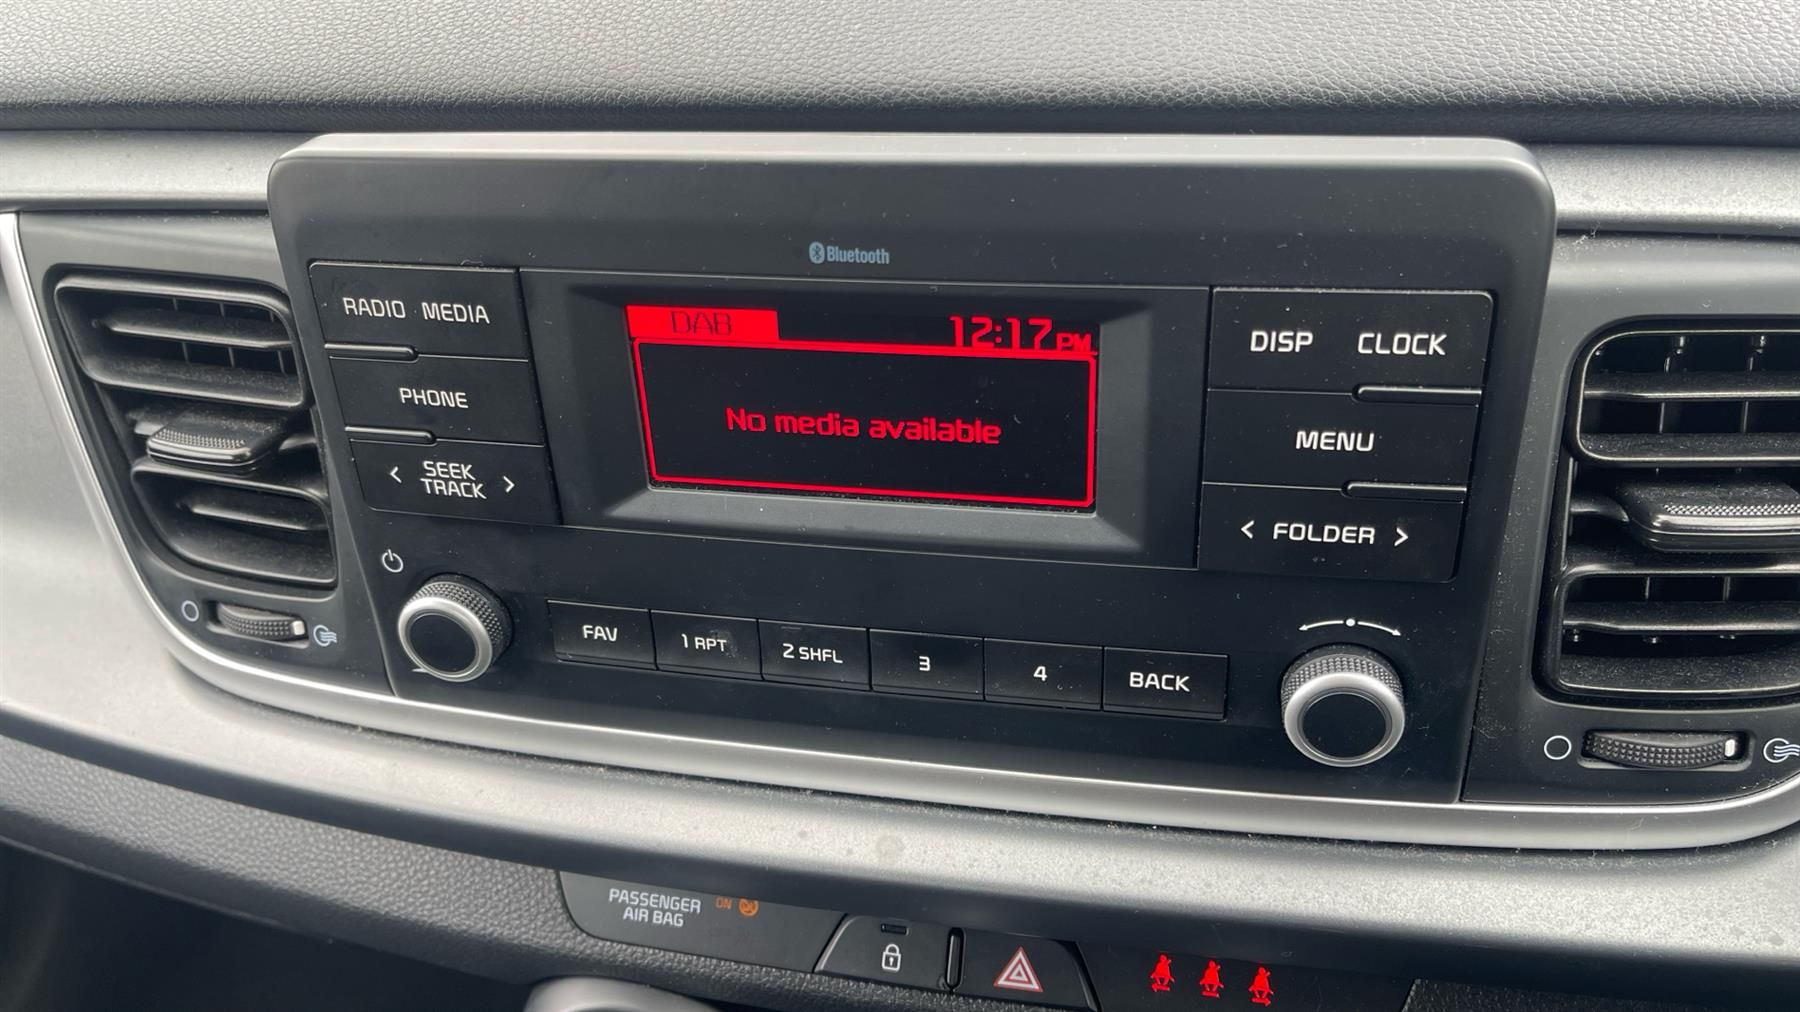 Bluetooth
RADIO MEDIA
PHONE
< SEEK TRACK >
DAB
12:17 PM
No media available
DISP CLOCK
MENU
< FOLDER >
FAV
1 RPT
2 SHFL
3
4
BACK
PASSENGER
AIR BAG
ON